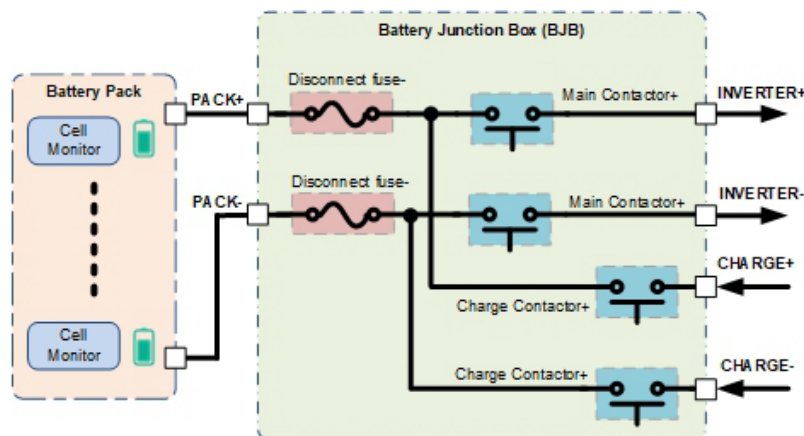 Battery Junction Box (BJB)
Battery Pack
PACK+
Disconnect fuse-
Main Contactor+
INVERTER+
Cell
Monitor
PACK-
Disconnect fuse-
Main Contactor+
INVERTER-
CHARGE+
Charge Contactor+
Cell
Monitor
CHARGE-
Charge Contactor+